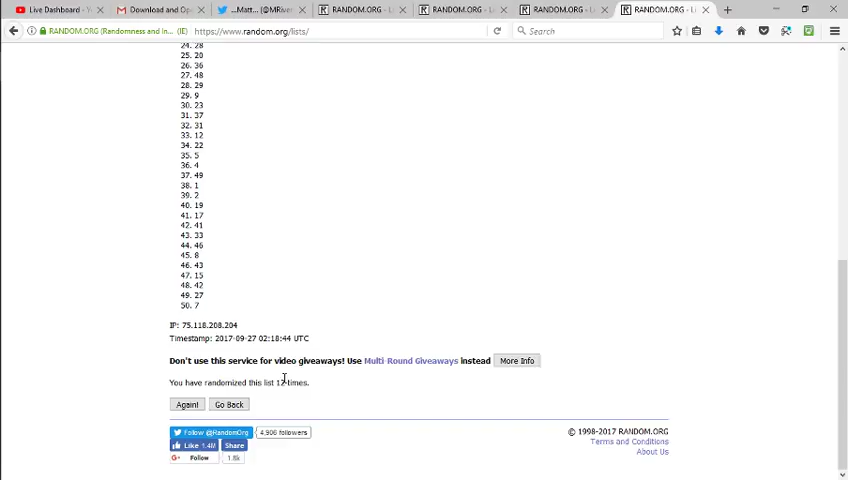 Live Dashboard - Y
Download and Op
...Matt... (@MRiver
RANDOM.ORG - Li
RANDOM.ORG - Li
RANDOM.ORG - Li
RANDOM.ORG - Li
RANDOM.ORG (Randomness and In... (IE)
https://www.random.org/lists/
Search
24. 28
25. 20
26. 36
27. 48
28. 29
29. 9
30. 23
31. 37
32. 31
33. 12
34. 22
35. 5
36. 4
37. 49
38. 1
39. 2
40. 19
41. 17
42. 41
43. 33
44. 46
45. 8
46. 43
47. 15
48. 42
49. 27
50. 7
IP: 75.118.208.204
Timestamp: 2017-09-27 02:18:44 UTC
Don't use this service for video giveaways! Use Multi-Round Giveaways instead More Info
You have randomized this list 12 times.
Again! Go Back
Follow @RandomOrg 4,906 followers
Like 1.4M Share
Follow 1.8k
© 1998-2017 RANDOM.ORG
Terms and Conditions
About Us